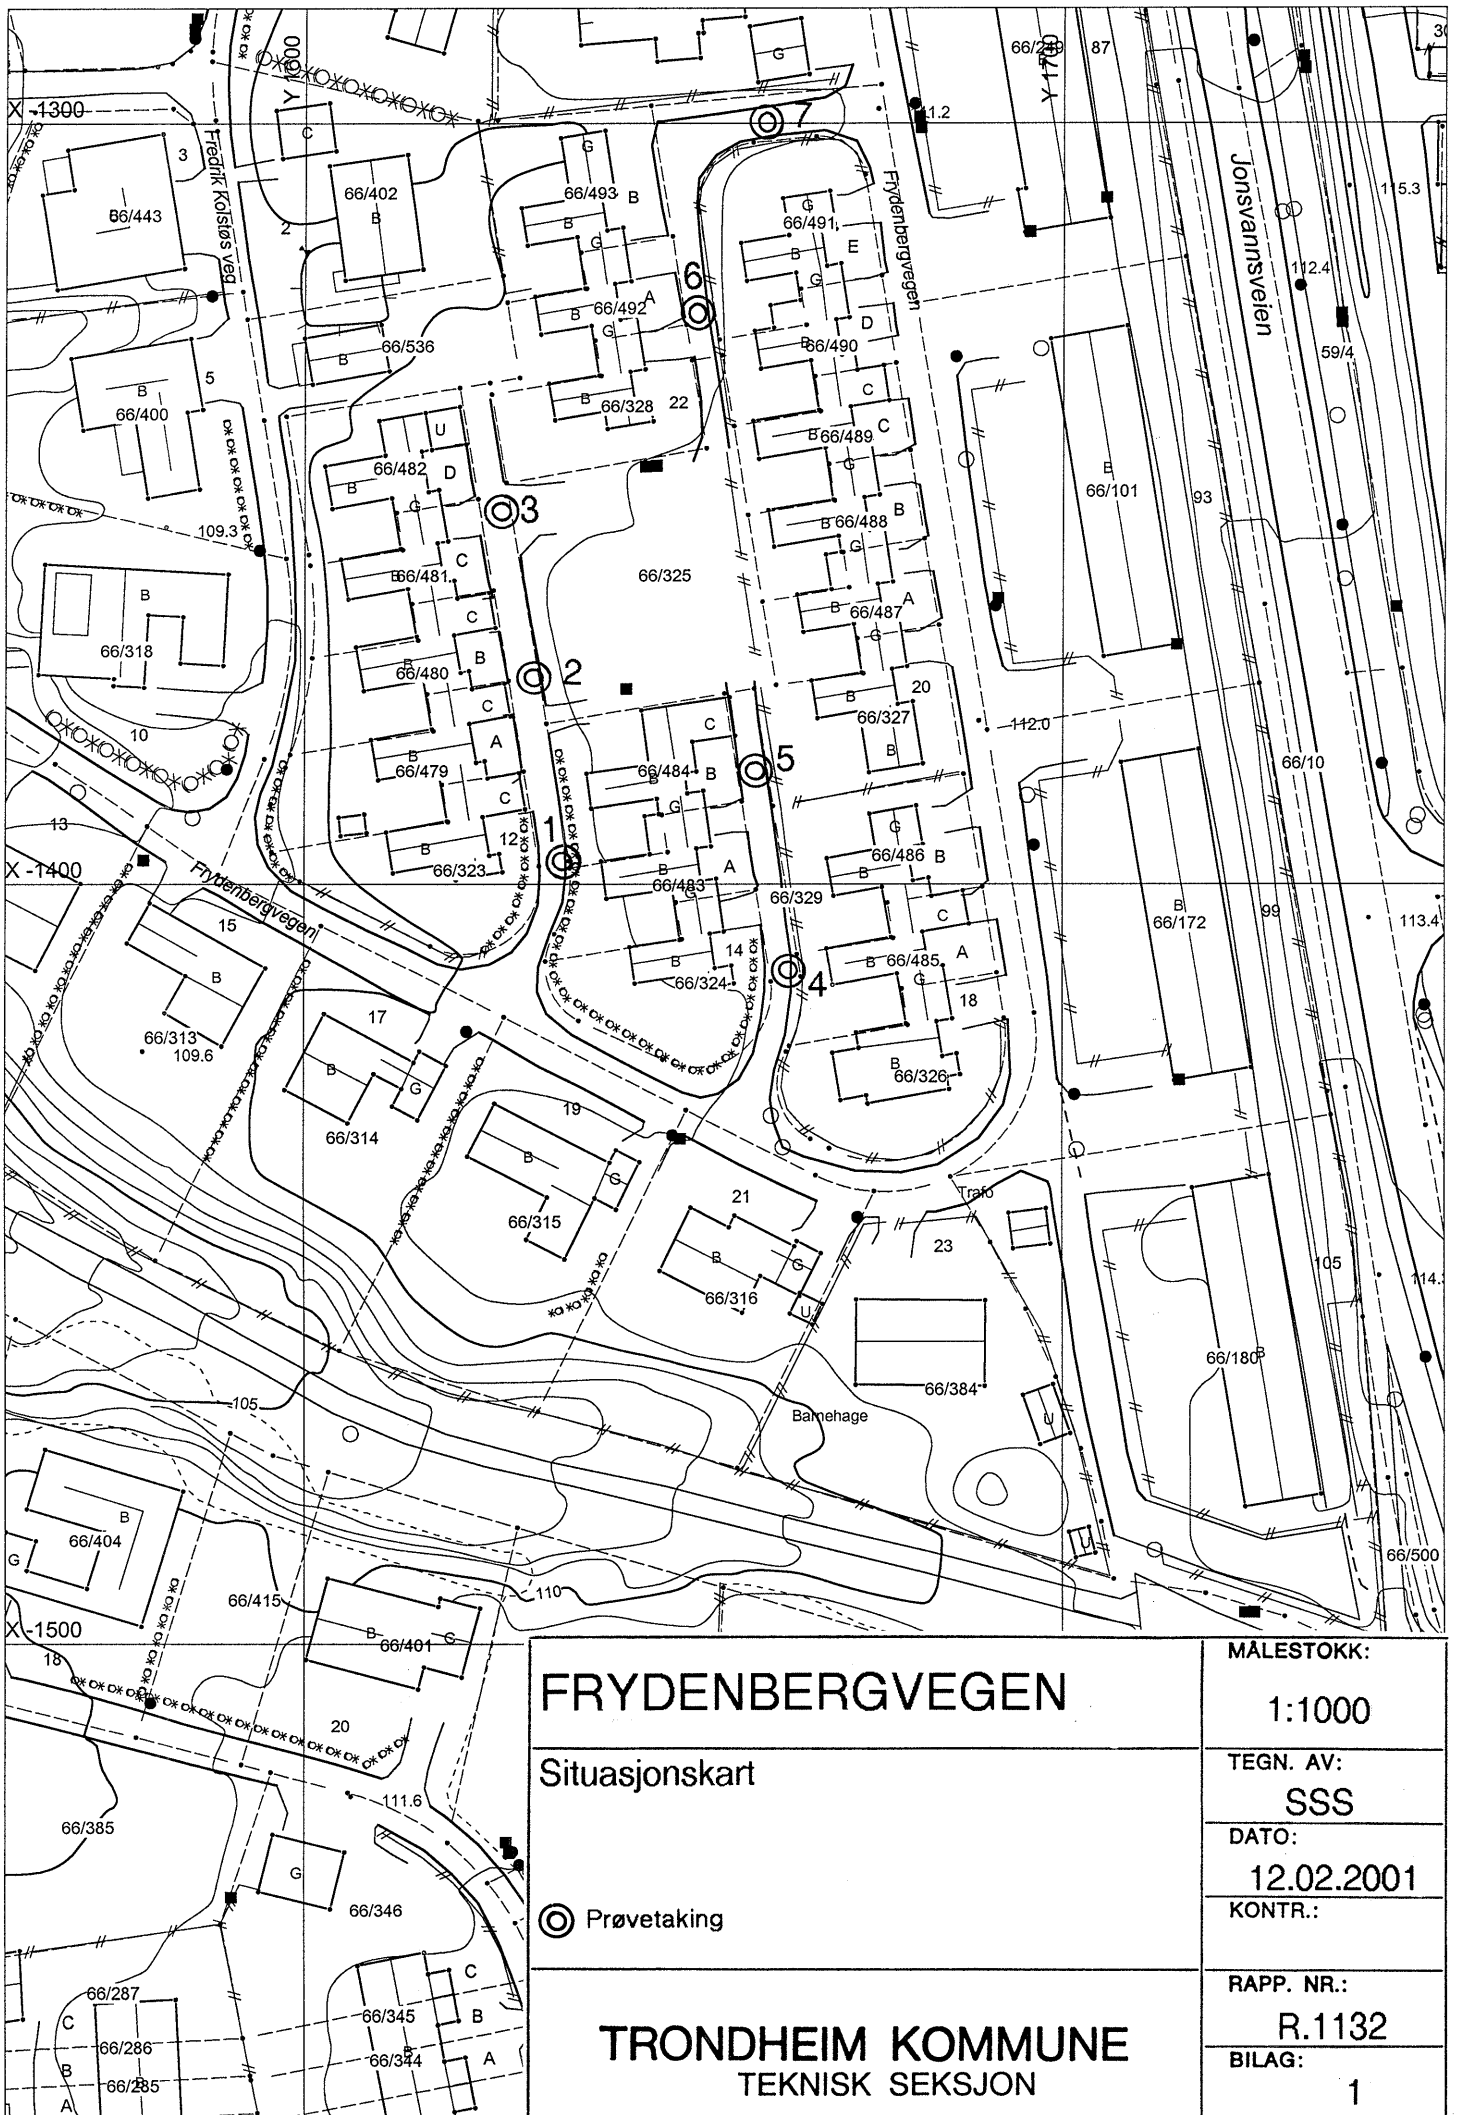 Y 1600
66/249
87
Y 1700
30
G
X -1300
C
7
11.2
3
Fredrik Kolstøs veg
66/402
B
G
66/493
B
Frydenbergvegen
Jonsvannsveien
115.3
66/443
2
B
G
66/491
G
B
E
G
112.4
6
A
66/492
B
G
D
66/490
B
59/4
66/536
B
5
B
66/400
C
B
66/328
22
C
B
66/489
G
U
66/482
D
B
G
B
66/101
93
3
B
66/488
B
G
109.3
C
66/481
B
66/325
B
66/487
A
G
B
66/318
C
B
66/480
B
2
20
B
66/327
B
C
112.0
10
A
B
66/479
C
66/484
B
B
G
5
66/10
13
12
1
B
66/323
G
66/486
B
B
X -1400
A
B
66/483
G
66/329
C
B
66/172
99
113.4
Frydenbergvegen
15
B
14
B
66/324
4
B
66/485
A
G
18
66/313
109.6
17
B
G
66/314
B
66/326
19
B
G
66/315
21
B
G
66/316
U
Trafo
23
105
114.3
66/384
66/180
B
Barnehage
U
105
B
66/404
G
U
66/500
66/415
110
B
66/401
G
X -1500
18
20
111.6
66/385
G
66/346
66/287
C
66/286
B
66/285
B
A
66/345
C
B
66/344
B
A
FRYDENBERGVEGEN
Situasjonskart
Prøvetaking
TRONDHEIM KOMMUNE
TEKNISK SEKSJON
MÅLESTOKK:
1:1000
TEGN. AV:
SSS
DATO:
12.02.2001
KONTR.:
RAPP. NR.:
R.1132
BILAG:
1